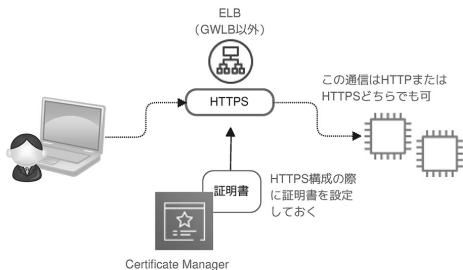 ELB
（GWLB以外）
HTTPS
この通信はHTTPまたは
HTTPSどちらでも可
証明書
HTTPS構成の際
に証明書を設定
しておく
Certificate Manager